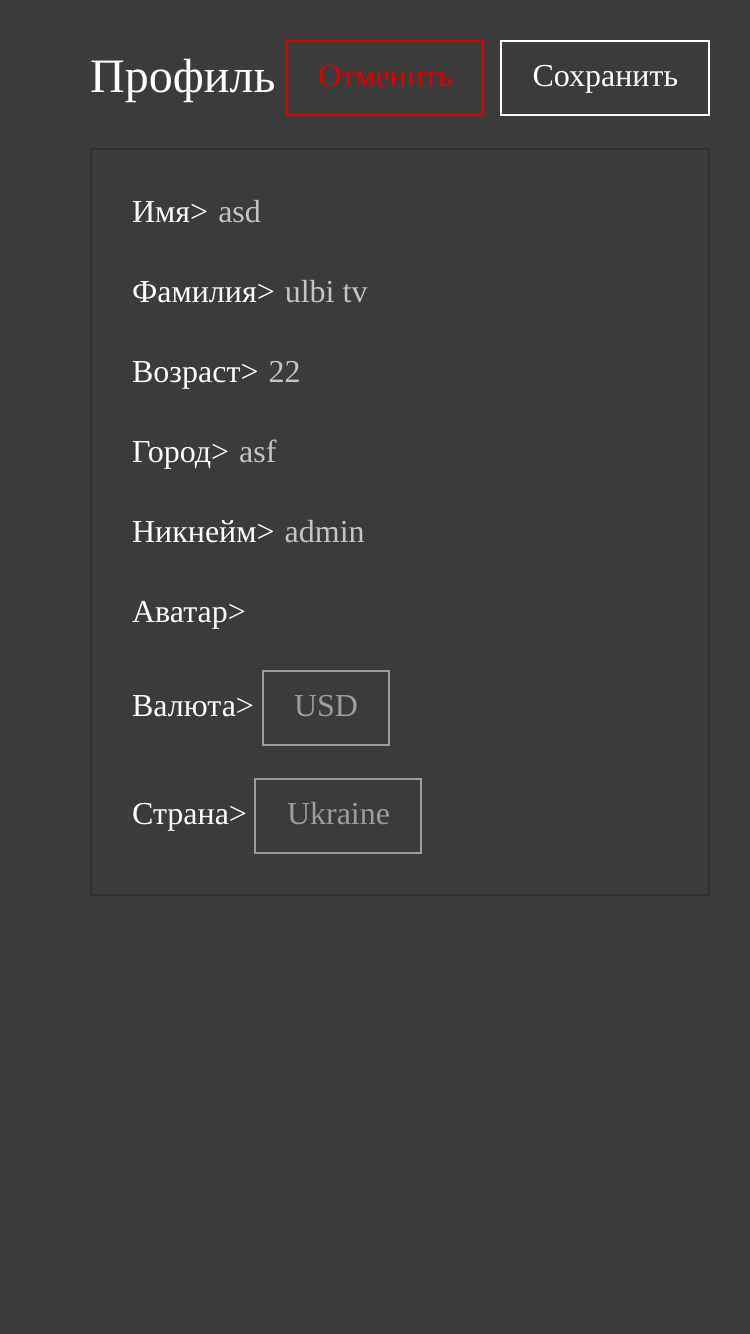 Профиль Отменить Сохранить
Имя> asd
Фамилия> ulbi tv
Возраст> 22
Город> asf
Никнейм> admin
Аватар>
Валюта> USD
Страна> Ukraine